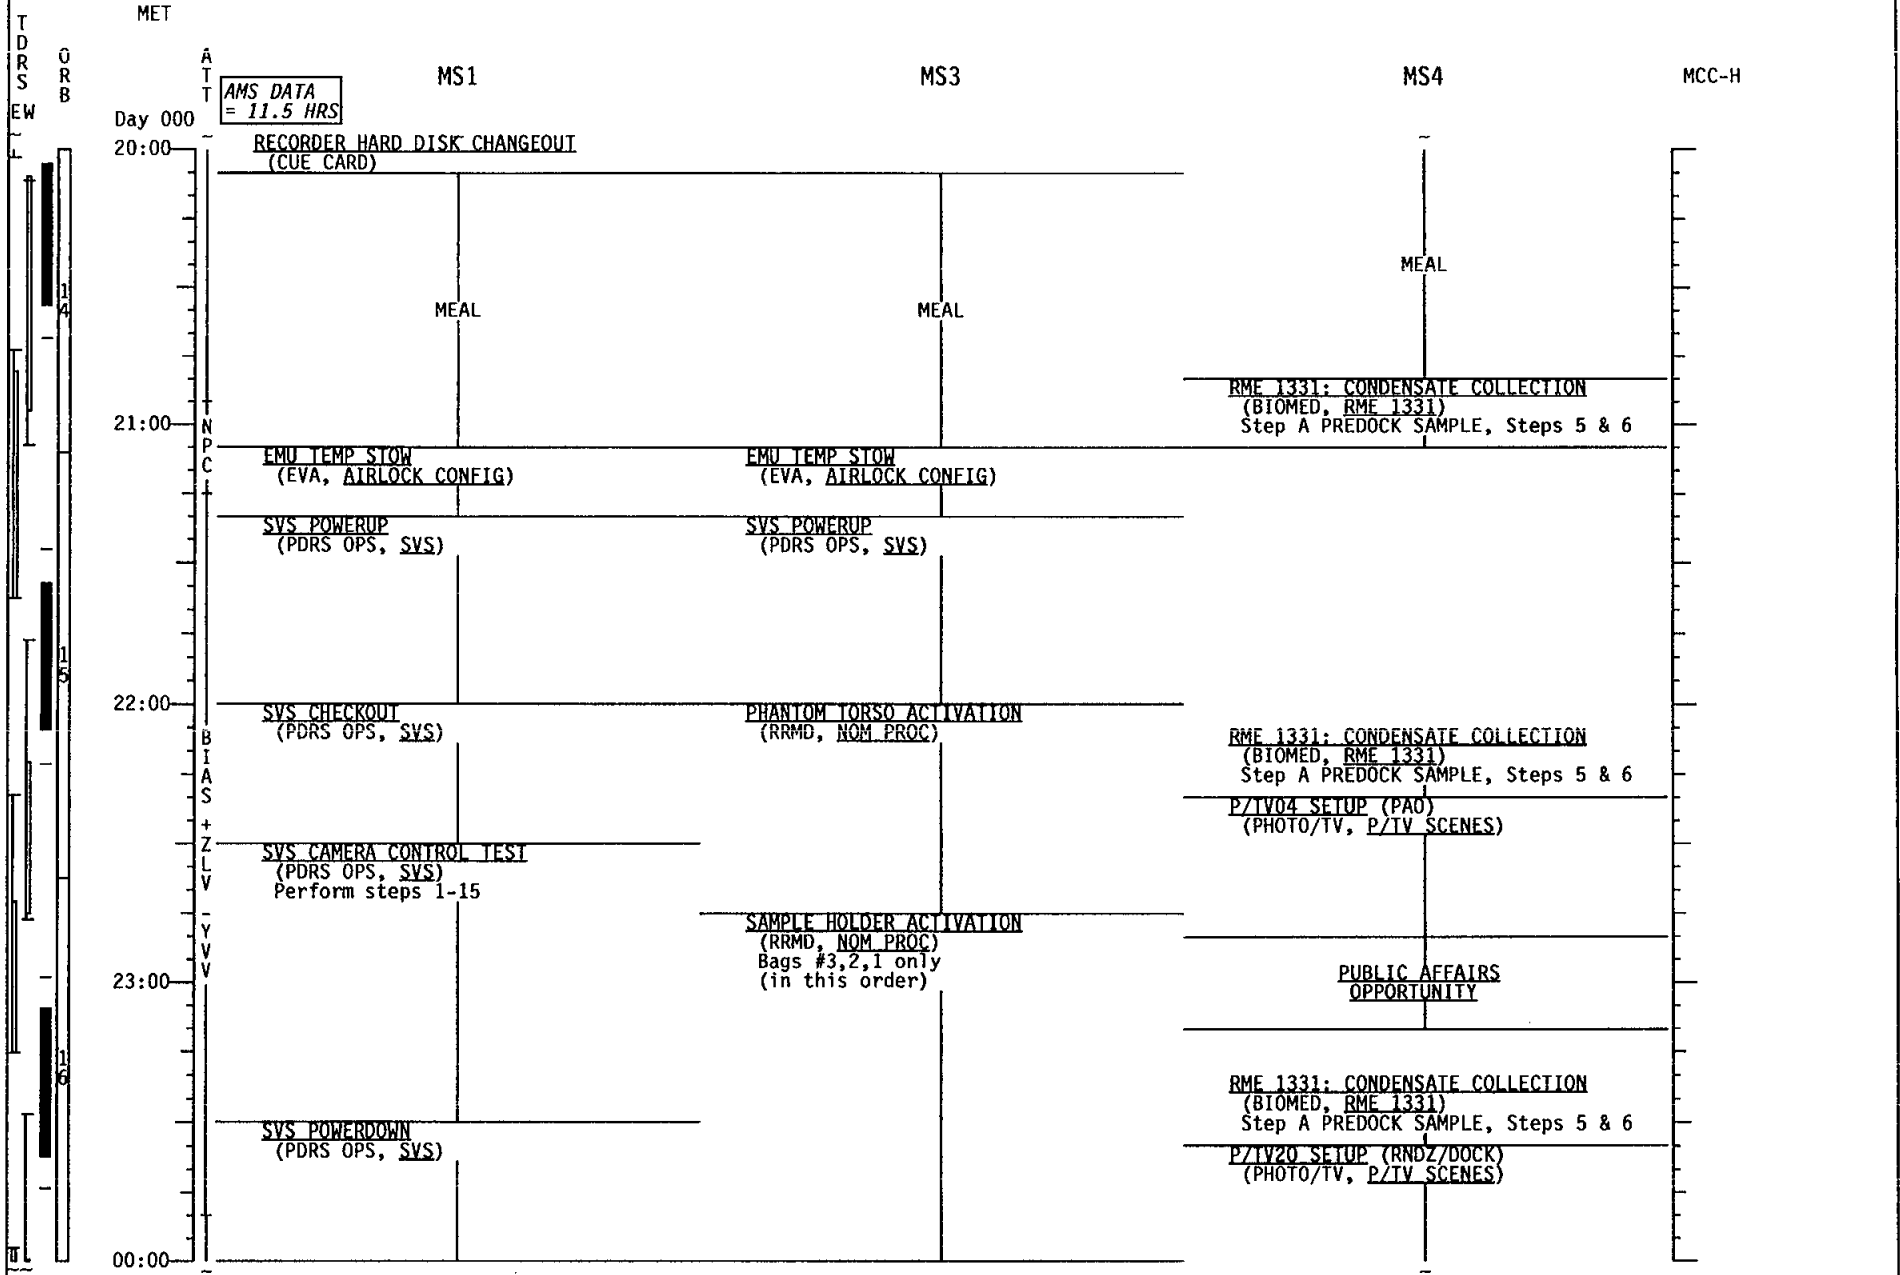 MET
TDRS
EW
ORB
ATT
AMS DATA
= 11.5 HRS
MS1
MS3
MS4
MCC-H
Day 000
20:00
RECORDER HARD DISK CHANGEOUT
(CUE CARD)
MEAL
14
MEAL
MEAL
RME 1331: CONDENSATE COLLECTION
(BIOMED, RME 1331)
Step A PREDOCK SAMPLE, Steps 5 & 6
21:00
NPC
EMU TEMP STOW
(EVA, AIRLOCK CONFIG)
EMU TEMP STOW
(EVA, AIRLOCK CONFIG)
SVS POWERUP
(PDRS OPS, SVS)
SVS POWERUP
(PDRS OPS, SVS)
15
22:00
SVS CHECKOUT
(PDRS OPS, SVS)
PHANTOM TORSO ACTIVATION
(RRMD, NOM PROC)
BIAS +ZLV -YVV
RME 1331: CONDENSATE COLLECTION
(BIOMED, RME 1331)
Step A PREDOCK SAMPLE, Steps 5 & 6
P/TV04 SETUP (PAO)
(PHOTO/TV, P/TV SCENES)
SVS CAMERA CONTROL TEST
(PDRS OPS, SVS)
Perform steps 1-15
SAMPLE HOLDER ACTIVATION
(RRMD, NOM PROC)
Bags #3,2,1 only
(in this order)
23:00
PUBLIC AFFAIRS
OPPORTUNITY
16
RME 1331: CONDENSATE COLLECTION
(BIOMED, RME 1331)
Step A PREDOCK SAMPLE, Steps 5 & 6
SVS POWERDOWN
(PDRS OPS, SVS)
P/TV20 SETUP (RNDZ/DOCK)
(PHOTO/TV, P/TV SCENES)
00:00